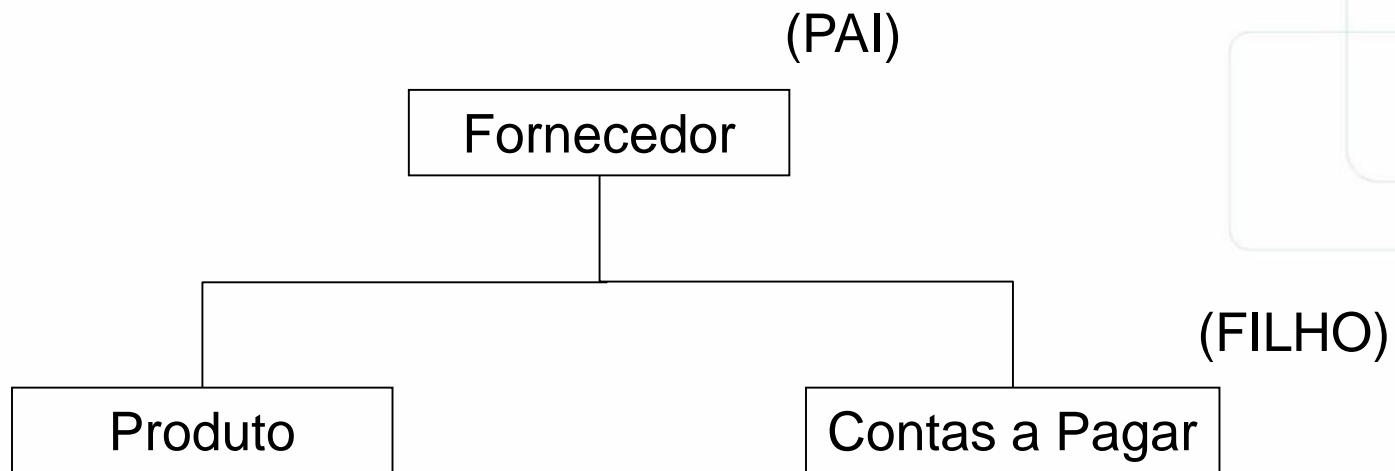 (PAI)
Fornecedor
(FILHO)
Produto
Contas a Pagar